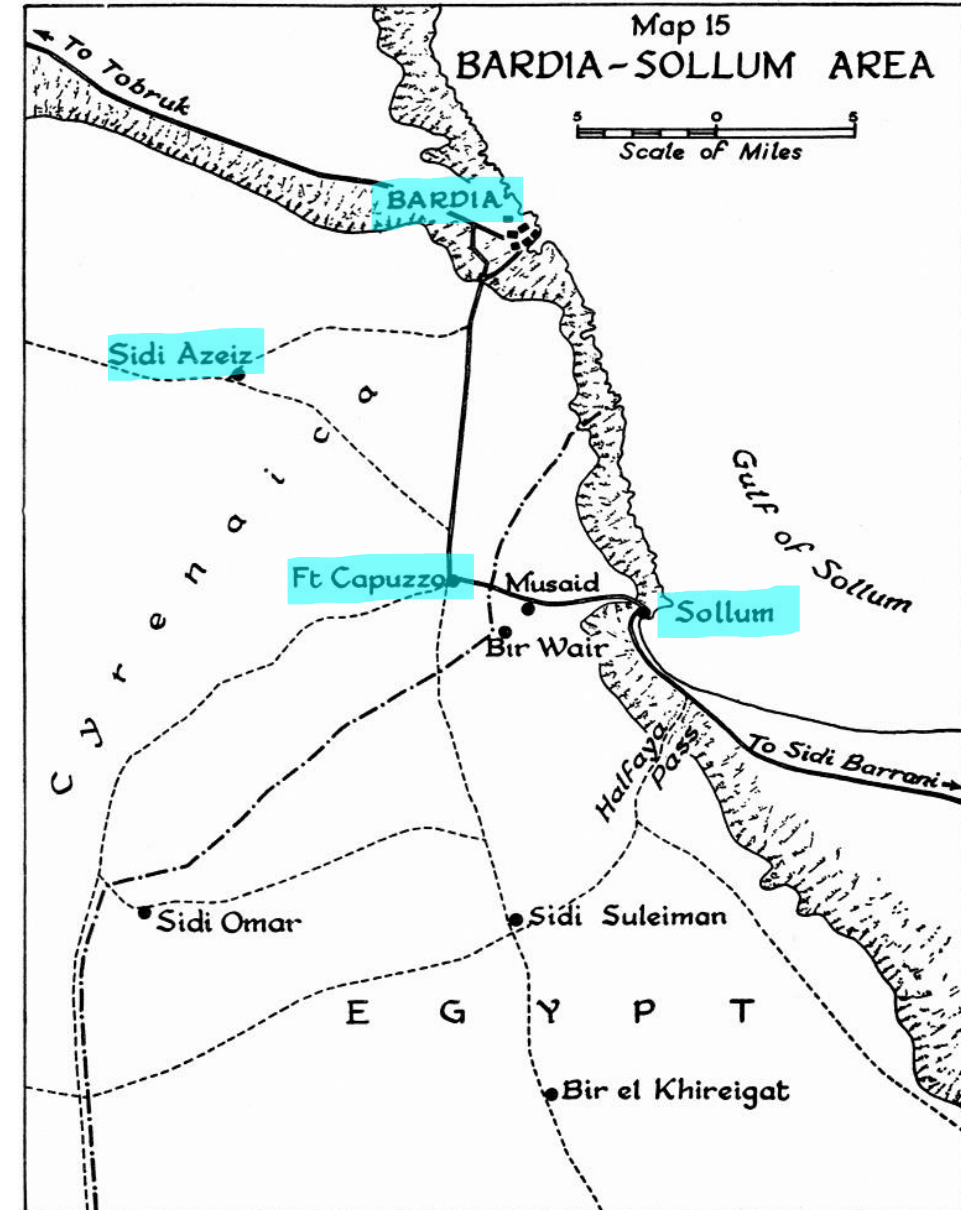 Map 15
BARDIA-SOLLUM AREA
5 0 5
Scale of Miles
← To Tobruk
BARDIA
Sidi Azeiz
Cyrenaica
Gulf of Sollum
Ft Capuzzo
Musaid
Sollum
Bir Wair
Halfaya Pass
To Sidi Barrani→
Sidi Omar
Sidi Suleiman
EGYPT
Bir el Khireigat